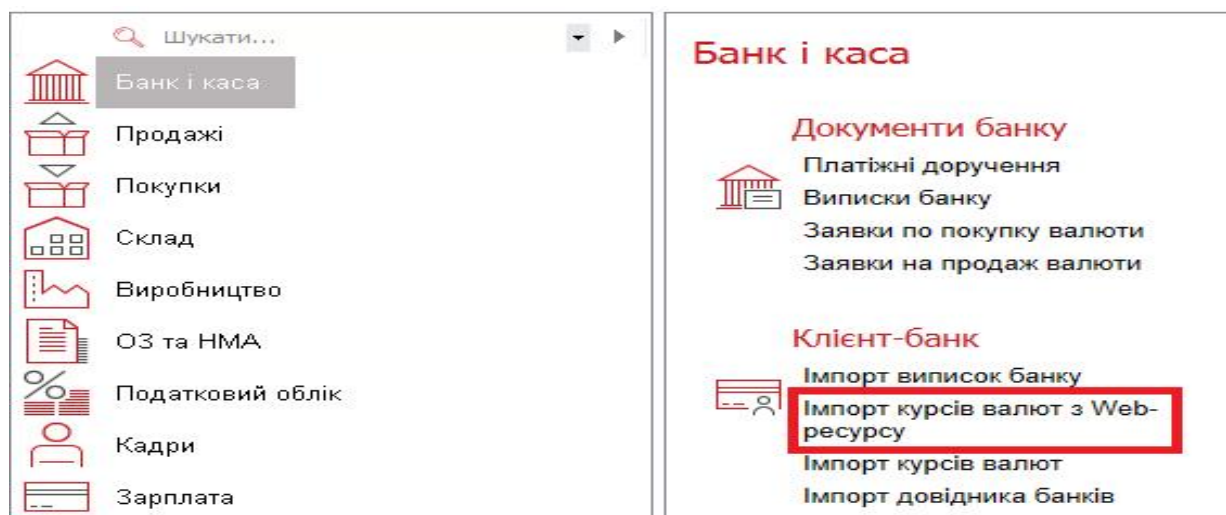 Шукати...
Банк і каса
Продажі
Покупки
Склад
Виробництво
ОЗ та НМА
Податковий облік
Кадри
Зарплата
Банк і каса
Документи банку
Платіжні доручення
Виписки банку
Заявки по покупку валюти
Заявки на продаж валюти
Клієнт-банк
Імпорт виписок банку
Імпорт курсів валют з Web-
ресурсу
Імпорт курсів валют
Імпорт довідника банків